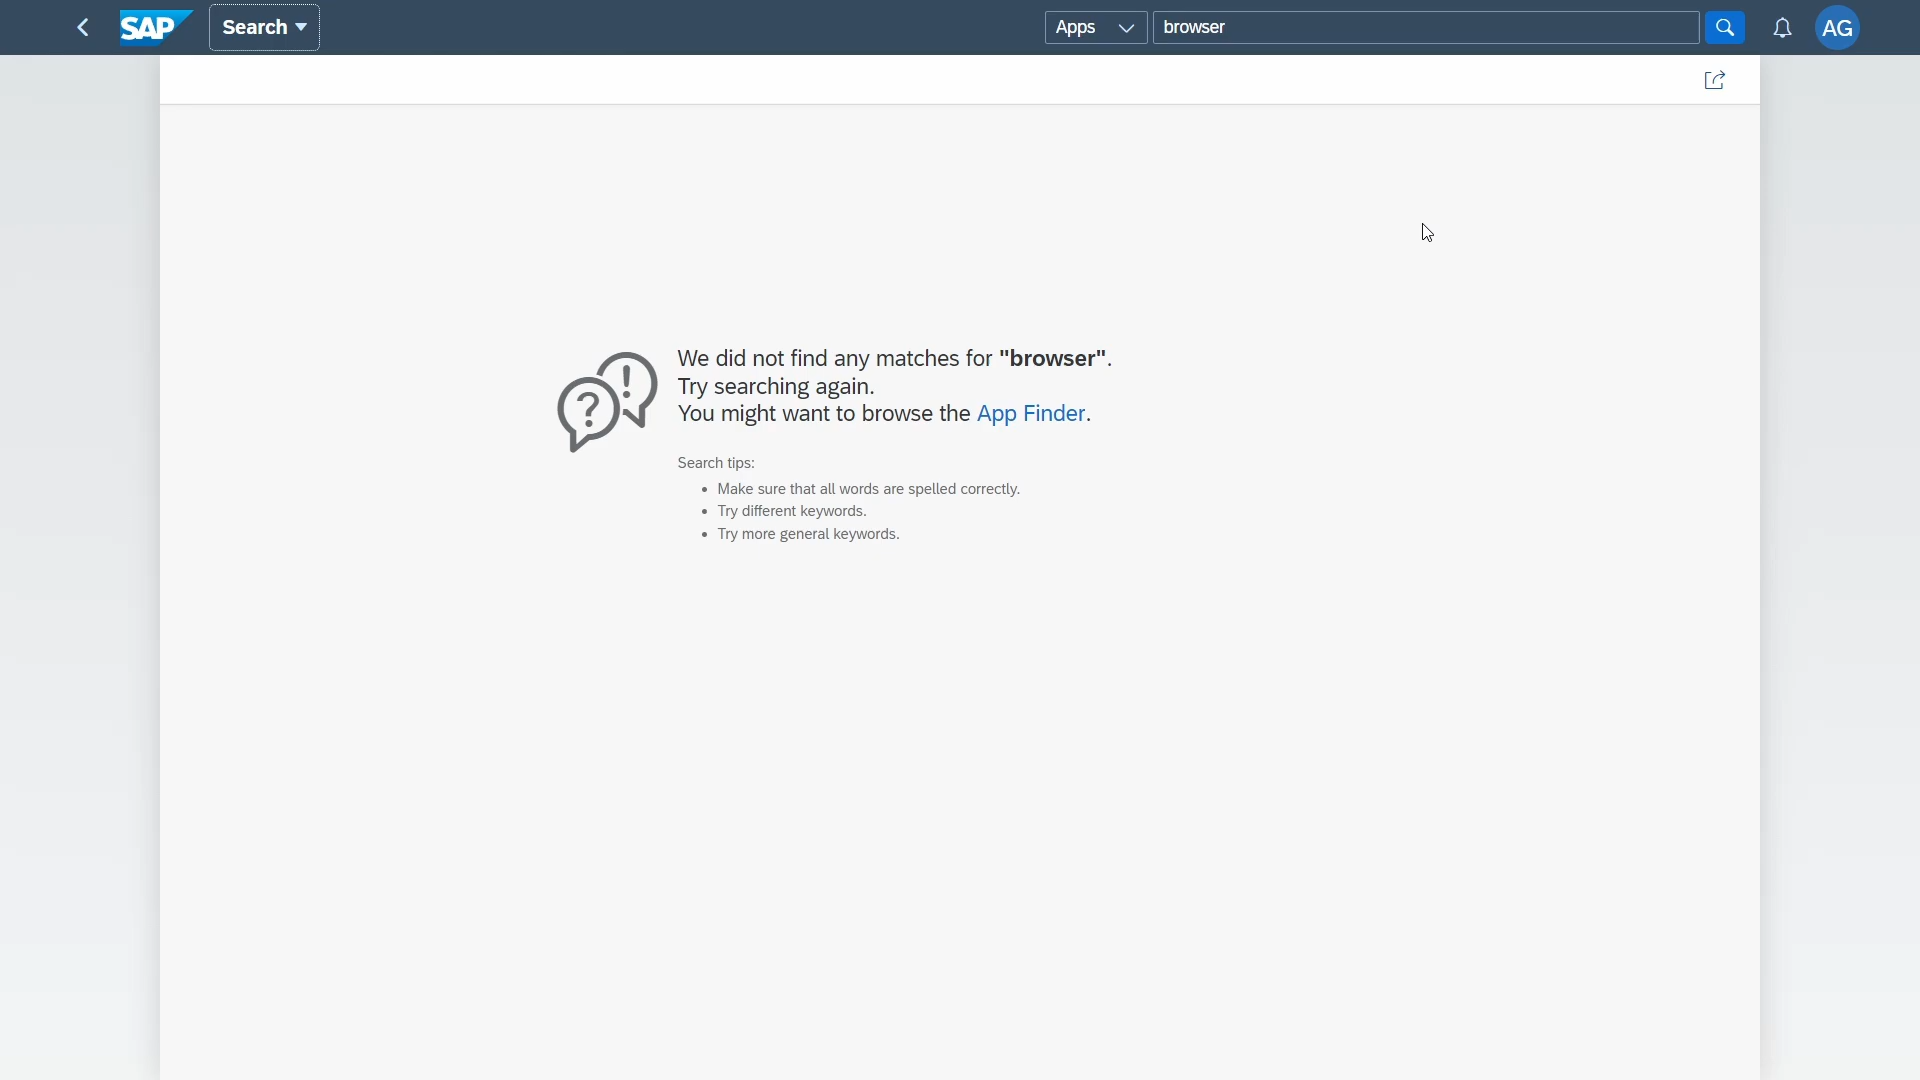 SAP
Search
Apps
browser
AG
We did not find any matches for "browser".
Try searching again.
You might want to browse the App Finder.
Search tips:
• Make sure that all words are spelled correctly.
• Try different keywords.
• Try more general keywords.